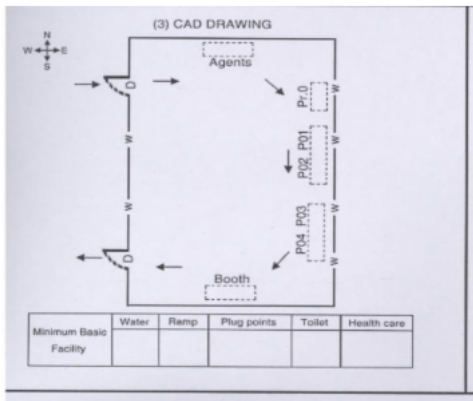 (3) CAD DRAWING
N
W E
S
Agents
D
Pr.0
W
W
P01
P02
W
W
P03
P04
W
W
D
Booth
Minimum Basic Facility
Water
Ramp
Plug points
Toilet
Health care